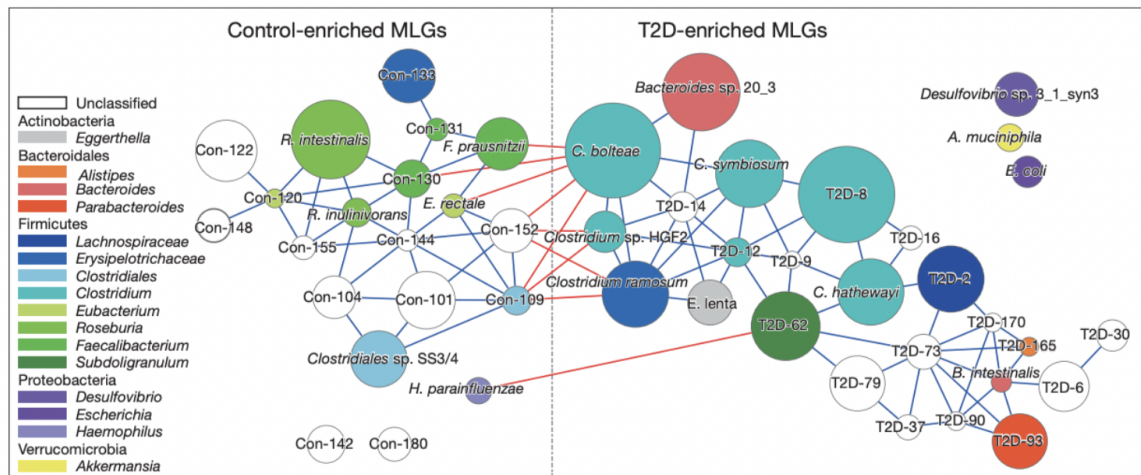 Control-enriched MLGs
T2D-enriched MLGs
Unclassified
Actinobacteria
Eggerthella
Bacteroidales
Alistipes
Bacteroides
Parabacteroides
Firmicutes
Lachnospiraceae
Erysipelotrichaceae
Clostridiales
Clostridium
Eubacterium
Roseburia
Faecalibacterium
Subdoligranulum
Proteobacteria
Desulfovibrio
Escherichia
Haemophilus
Verrucomicrobia
Akkermansia
Con-133
Con-131
R. intestinalis
F. prausnitzii
Con-122
Con-130
Con-120
R. inulinivorans
E. rectale
Con-148
Con-155
Con-144
Con-152
Con-104
Con-101
Con-109
Clostridiales sp. SS3/4
H. parainfluenzae
Con-142
Con-180
Bacteroides sp. 20_3
C. bolteae
C. symbiosum
T2D-14
T2D-8
Clostridium sp. HGF2
T2D-12
T2D-9
T2D-16
Clostridium ramosum
E. lenta
C. hathewayi
T2D-2
T2D-62
T2D-170
T2D-30
T2D-73
T2D-165
B. intestinalis
T2D-79
T2D-6
T2D-37
T2D-90
T2D-93
Desulfovibrio sp. 3_1_syn3
A. muciniphila
E. coli